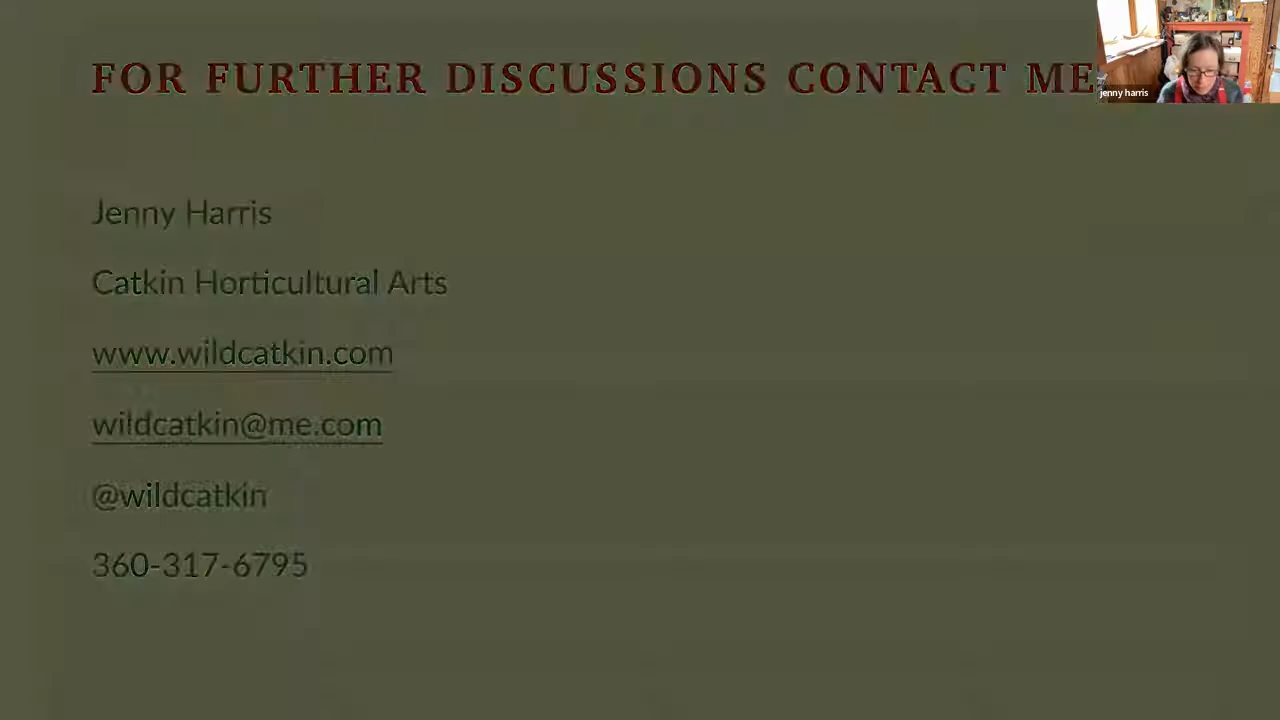 FOR FURTHER DISCUSSIONS CONTACT ME
jenny harris
Jenny Harris
Catkin Horticultural Arts
www.wildcatkin.com
wildcatkin@me.com
@wildcatkin
360-317-6795